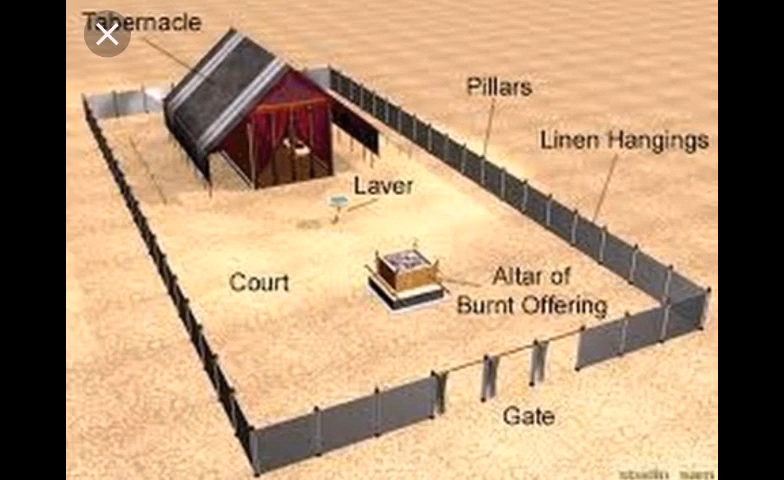 Tabernacle
Pillars
Linen Hangings
Laver
Court
Altar of
Burnt Offering
Gate